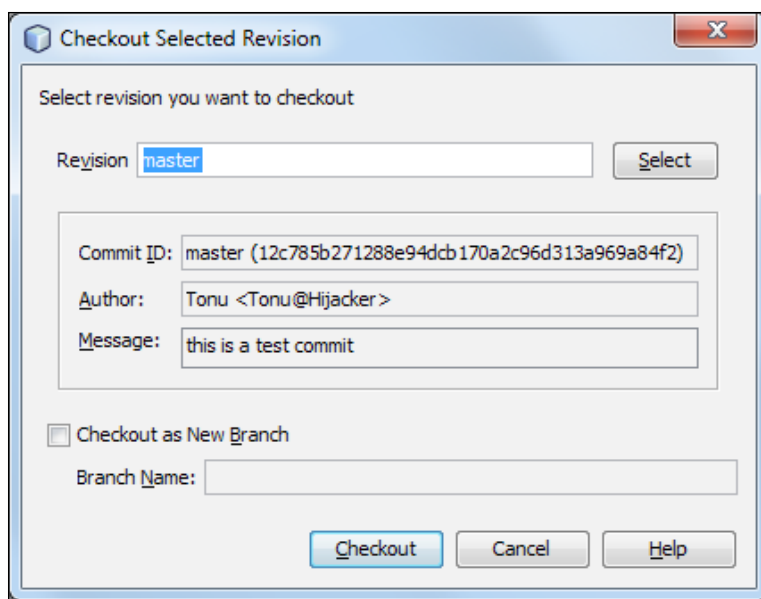 Checkout Selected Revision
Select revision you want to checkout
Revision master Select
Commit ID: master (12c785b271288e94dcb170a2c96d313a969a84f2)
Author: Tonu <Tonu@Hijacker>
Message: this is a test commit
Checkout as New Branch
Branch Name:
Checkout Cancel Help